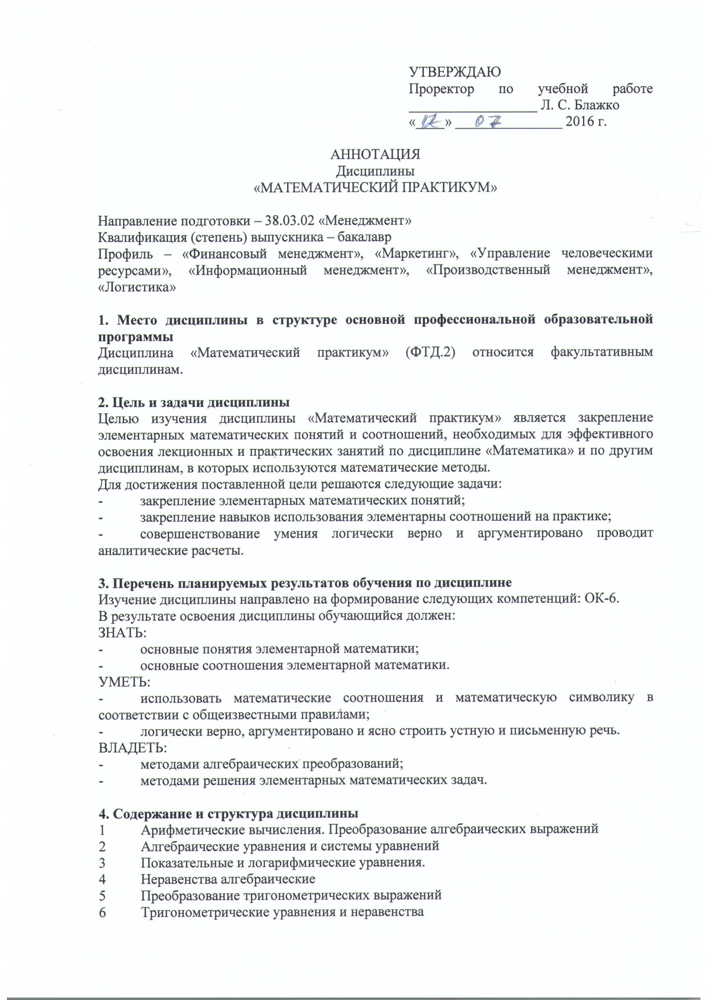 УТВЕРЖДАЮ
Проректор по учебной работе
__________________ Л. С. Блажко
«12» 07 2016 г.
АННОТАЦИЯ
Дисциплины
«МАТЕМАТИЧЕСКИЙ ПРАКТИКУМ»
Направление подготовки – 38.03.02 «Менеджмент»
Квалификация (степень) выпускника – бакалавр
Профиль – «Финансовый менеджмент», «Маркетинг», «Управление человеческими
ресурсами», «Информационный менеджмент», «Производственный менеджмент»,
«Логистика»
1. Место дисциплины в структуре основной профессиональной образовательной
программы
Дисциплина «Математический практикум» (ФТД.2) относится факультативным
дисциплинам.
2. Цель и задачи дисциплины
Целью изучения дисциплины «Математический практикум» является закрепление
элементарных математических понятий и соотношений, необходимых для эффективного
освоения лекционных и практических занятий по дисциплине «Математика» и по другим
дисциплинам, в которых используются математические методы.
Для достижения поставленной цели решаются следующие задачи:
- закрепление элементарных математических понятий;
- закрепление навыков использования элементарны соотношений на практике;
- совершенствование умения логически верно и аргументировано проводит
аналитические расчеты.
3. Перечень планируемых результатов обучения по дисциплине
Изучение дисциплины направлено на формирование следующих компетенций: ОК-6.
В результате освоения дисциплины обучающийся должен:
ЗНАТЬ:
- основные понятия элементарной математики;
- основные соотношения элементарной математики.
УМЕТЬ:
- использовать математические соотношения и математическую символику в
соответствии с общеизвестными правилами;
- логически верно, аргументировано и ясно строить устную и письменную речь.
ВЛАДЕТЬ:
- методами алгебраических преобразований;
- методами решения элементарных математических задач.
4. Содержание и структура дисциплины
1 Арифметические вычисления. Преобразование алгебраических выражений
2 Алгебраические уравнения и системы уравнений
3 Показательные и логарифмические уравнения.
4 Неравенства алгебраические
5 Преобразование тригонометрических выражений
6 Тригонометрические уравнения и неравенства